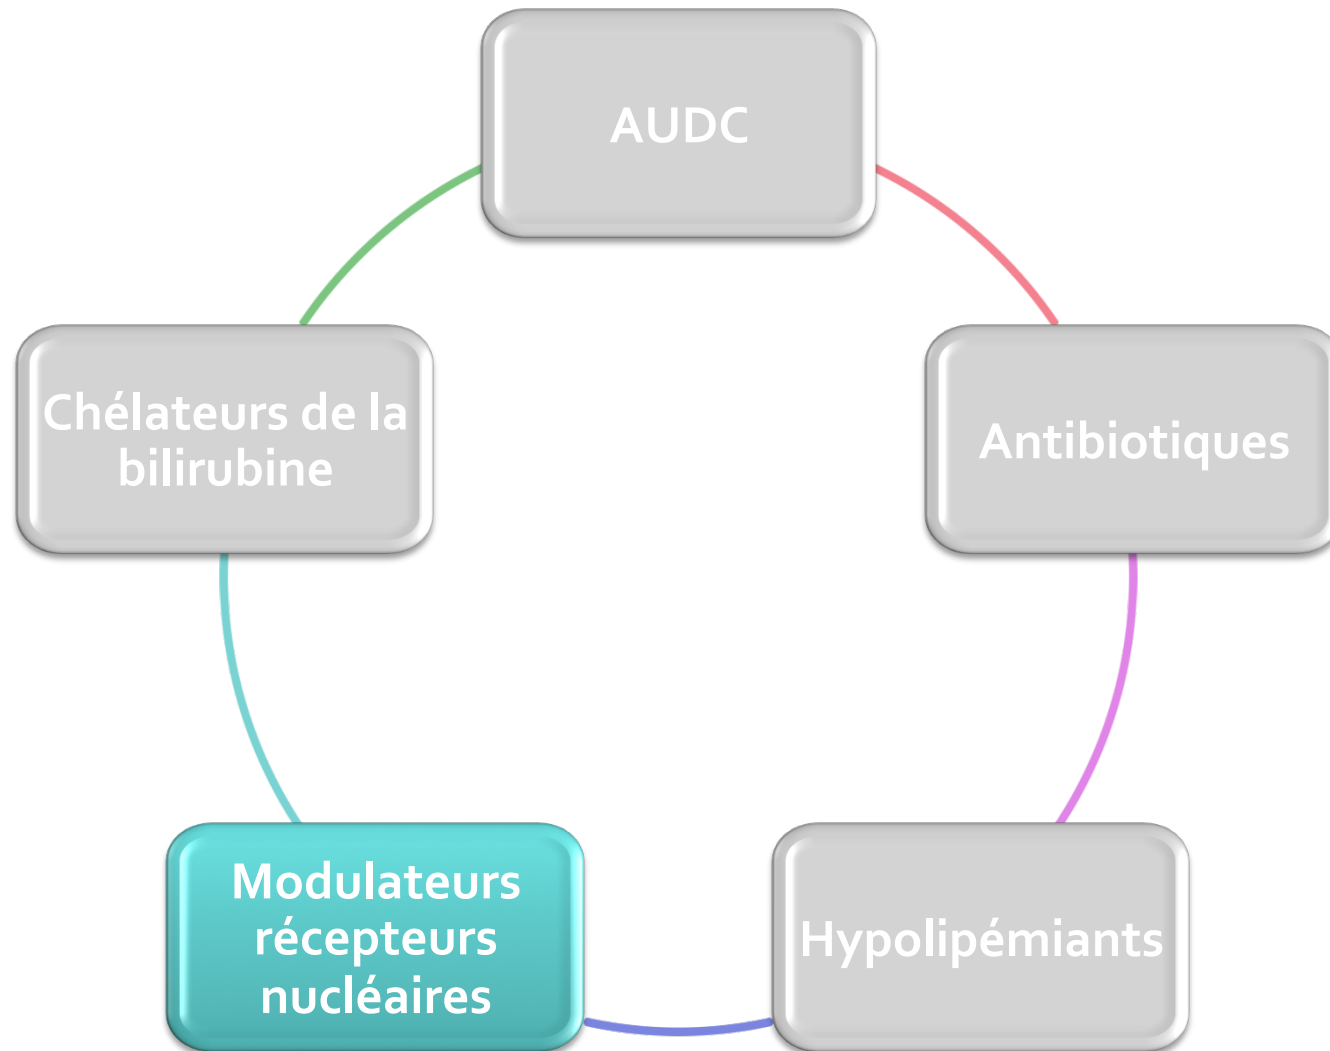 AUDC
Chélateurs de la
bilirubine
Antibiotiques
Modulateurs
récepteurs
nucléaires
Hypolipémiants